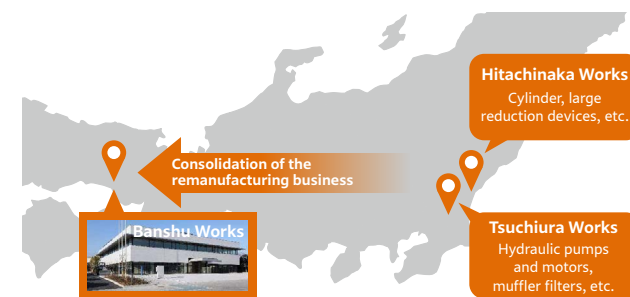 Hitachinaka Works
Cylinder, large
reduction devices, etc.
Consolidation of the
remanufacturing business
Banshu Works
Tsuchiura Works
Hydraulic pumps
and motors,
muffler filters, etc.